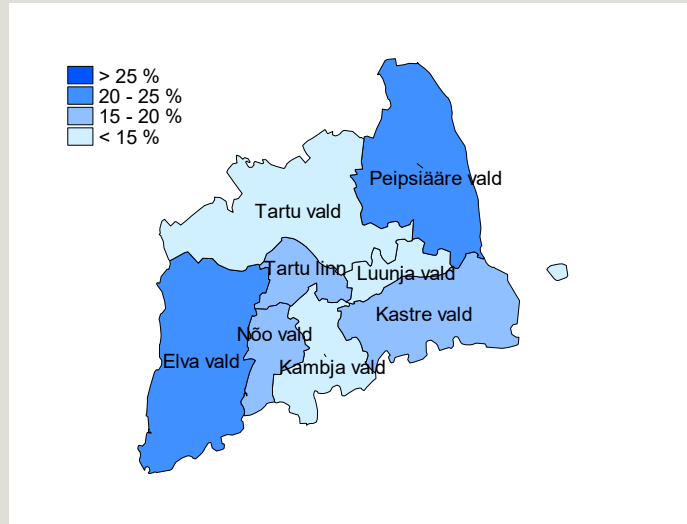 > 25 %
20 - 25 %
15 - 20 %
< 15 %
Peipsiääre vald
Tartu vald
Tartu linn
Luunja vald
Kastre vald
Nõo vald
Elva vald
Kambja vald